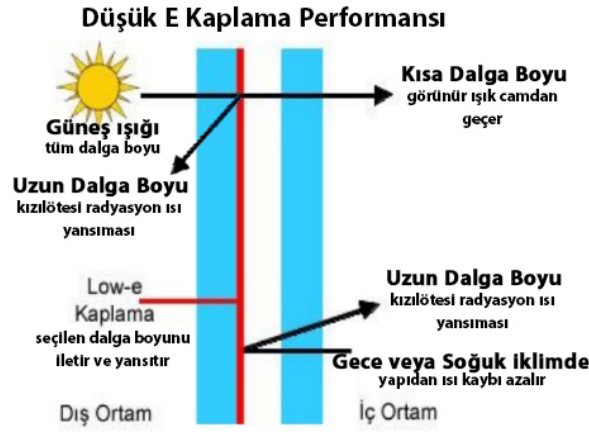 Düşük E Kaplama Performansı
Kısa Dalga Boyu
görünür ışık camdan
geçer
Güneş ışığı
tüm dalga boyu
Uzun Dalga Boyu
kızılötesi radyasyon ısı
yansıması
Low-e
Kaplama
seçilen dalga boyunu
iletir ve yansıtır
Uzun Dalga Boyu
kızılötesi radyasyon ısı
yansıması
Gece veya Soğuk iklimde
yapıdan ısı kaybı azalır
Dış Ortam
İç Ortam